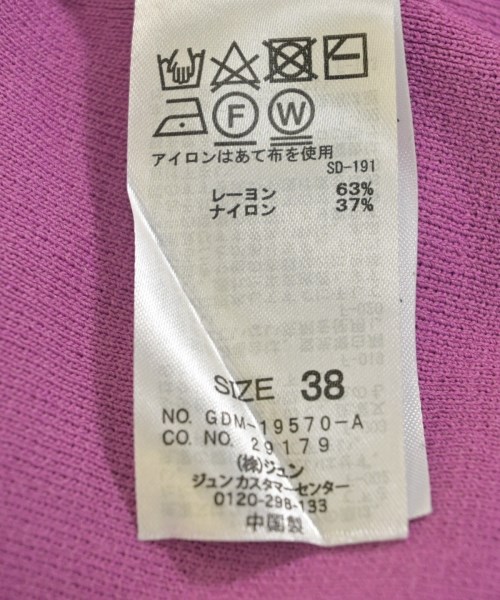 F W
アイロンはあて布を使用
SD-191
レーヨン 63%
ナイロン 37%
SIZE 38
NO. GDM-19570-A
CO. NO. 29179
(株)ジュン
ジュンカスタマーセンター
0120-298-133
中国製